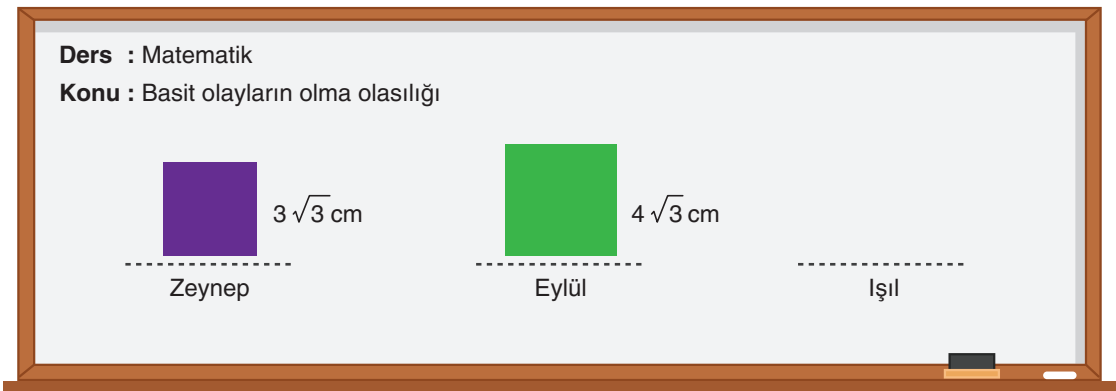 Ders : Matematik
Konu : Basit olayların olma olasılığı
3√3 cm
4√3 cm
Zeynep
Eylül
Işıl